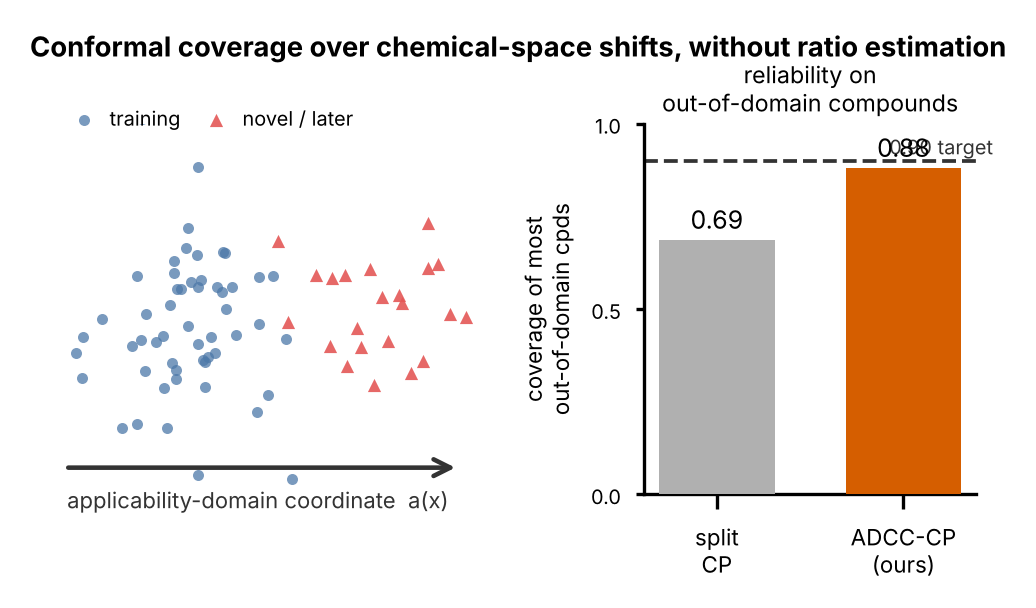 Conformal coverage over chemical-space shifts, without ratio estimation
training
novel / later
applicability-domain coordinate a(x)
reliability on
out-of-domain compounds
coverage of most
out-of-domain cpds
1.0
0.5
0.0
0.69
0.88
target
split
CP
ADCC-CP
(ours)